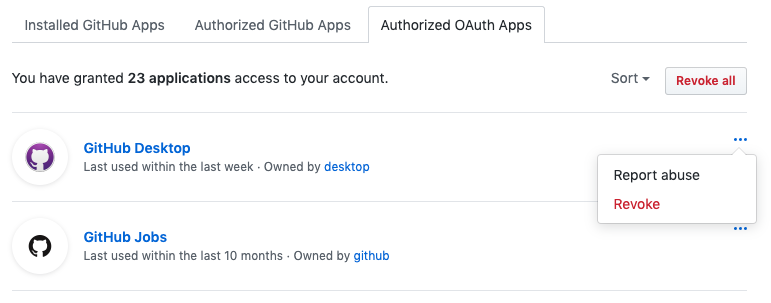 Installed GitHub Apps Authorized GitHub Apps Authorized OAuth Apps
You have granted 23 applications access to your account. Sort Revoke all
GitHub Desktop
Last used within the last week · Owned by desktop
Report abuse
Revoke
GitHub Jobs
Last used within the last 10 months · Owned by github